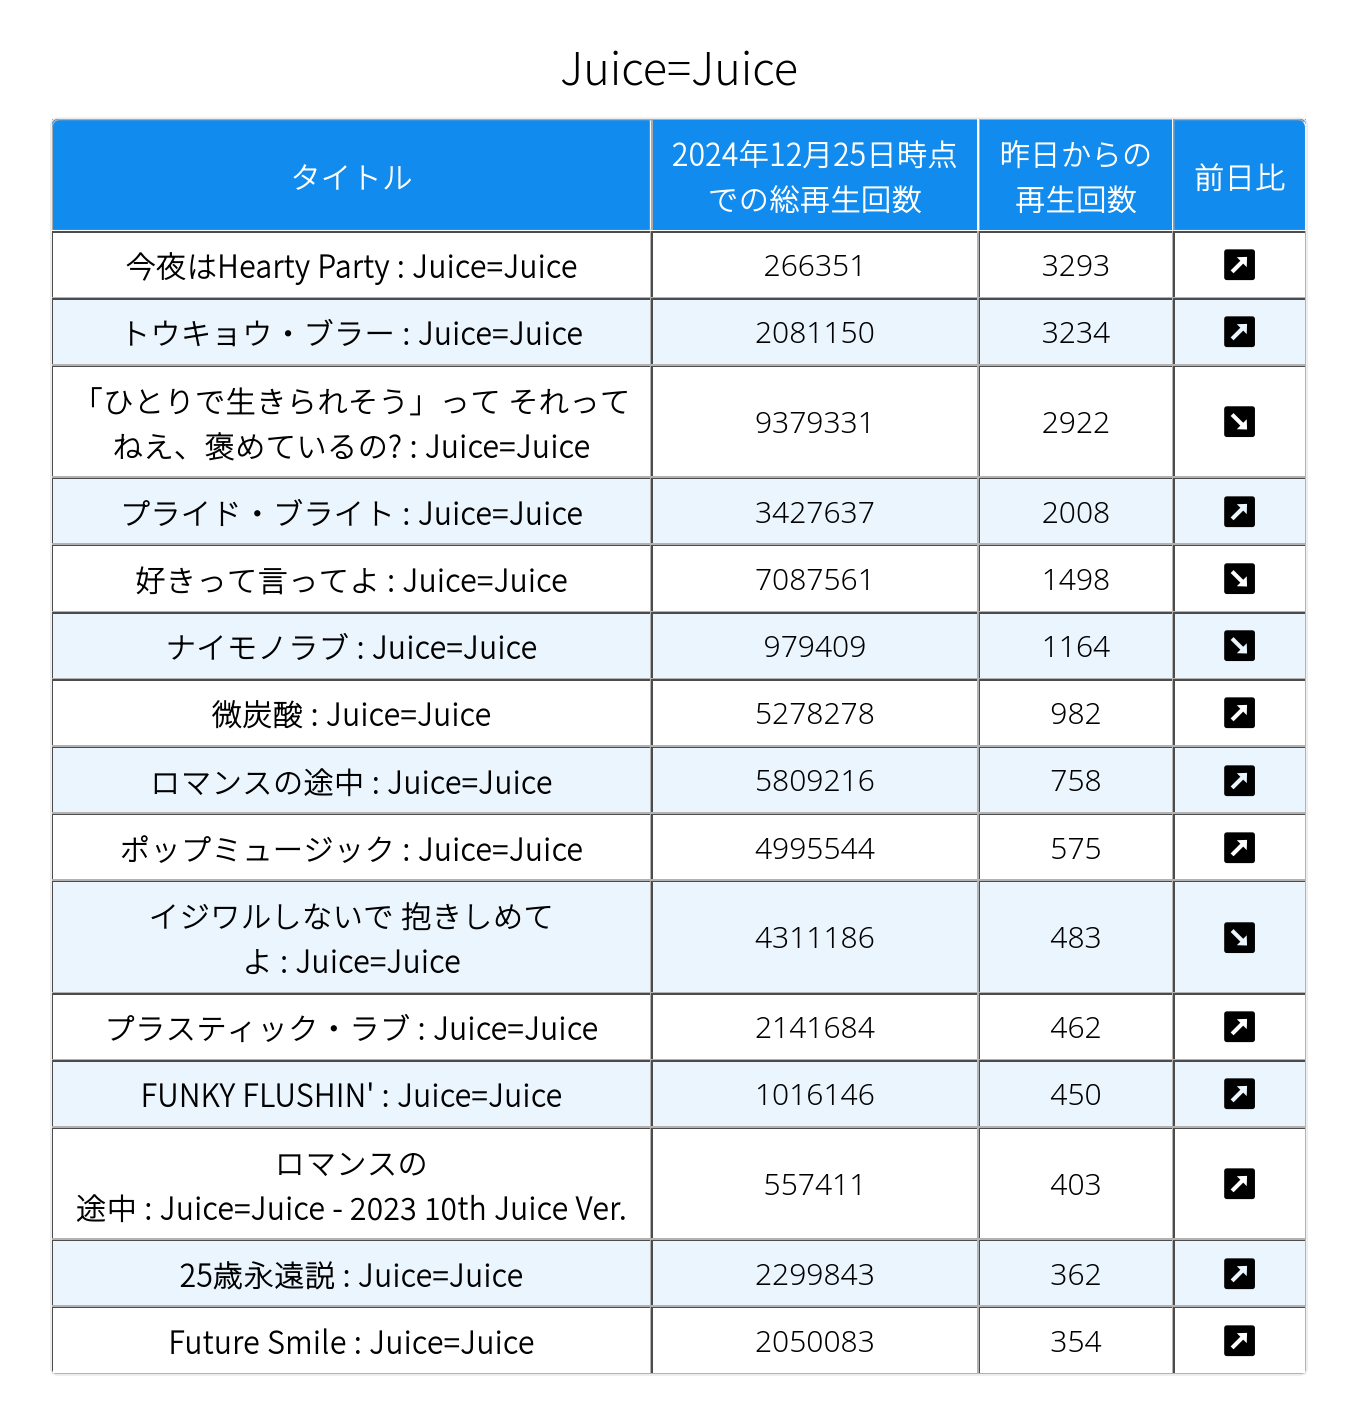 Juice=Juice
タイトル
2024年12月25日時点
での総再生回数
昨日からの
再生回数
前日比
今夜はHearty Party : Juice=Juice
266351
3293
トウキョウ・ブラー : Juice=Juice
2081150
3234
「ひとりで生きられそう」って それって
ねえ、褒めているの? : Juice=Juice
9379331
2922
プライド・ブライト : Juice=Juice
3427637
2008
好きって言ってよ : Juice=Juice
7087561
1498
ナイモノラブ : Juice=Juice
979409
1164
微炭酸 : Juice=Juice
5278278
982
ロマンスの途中 : Juice=Juice
5809216
758
ポップミュージック : Juice=Juice
4995544
575
イジワルしないで 抱きしめて
よ : Juice=Juice
4311186
483
プラスティック・ラブ : Juice=Juice
2141684
462
FUNKY FLUSHIN' : Juice=Juice
1016146
450
ロマンスの
途中 : Juice=Juice - 2023 10th Juice Ver.
557411
403
25歳永遠説 : Juice=Juice
2299843
362
Future Smile : Juice=Juice
2050083
354